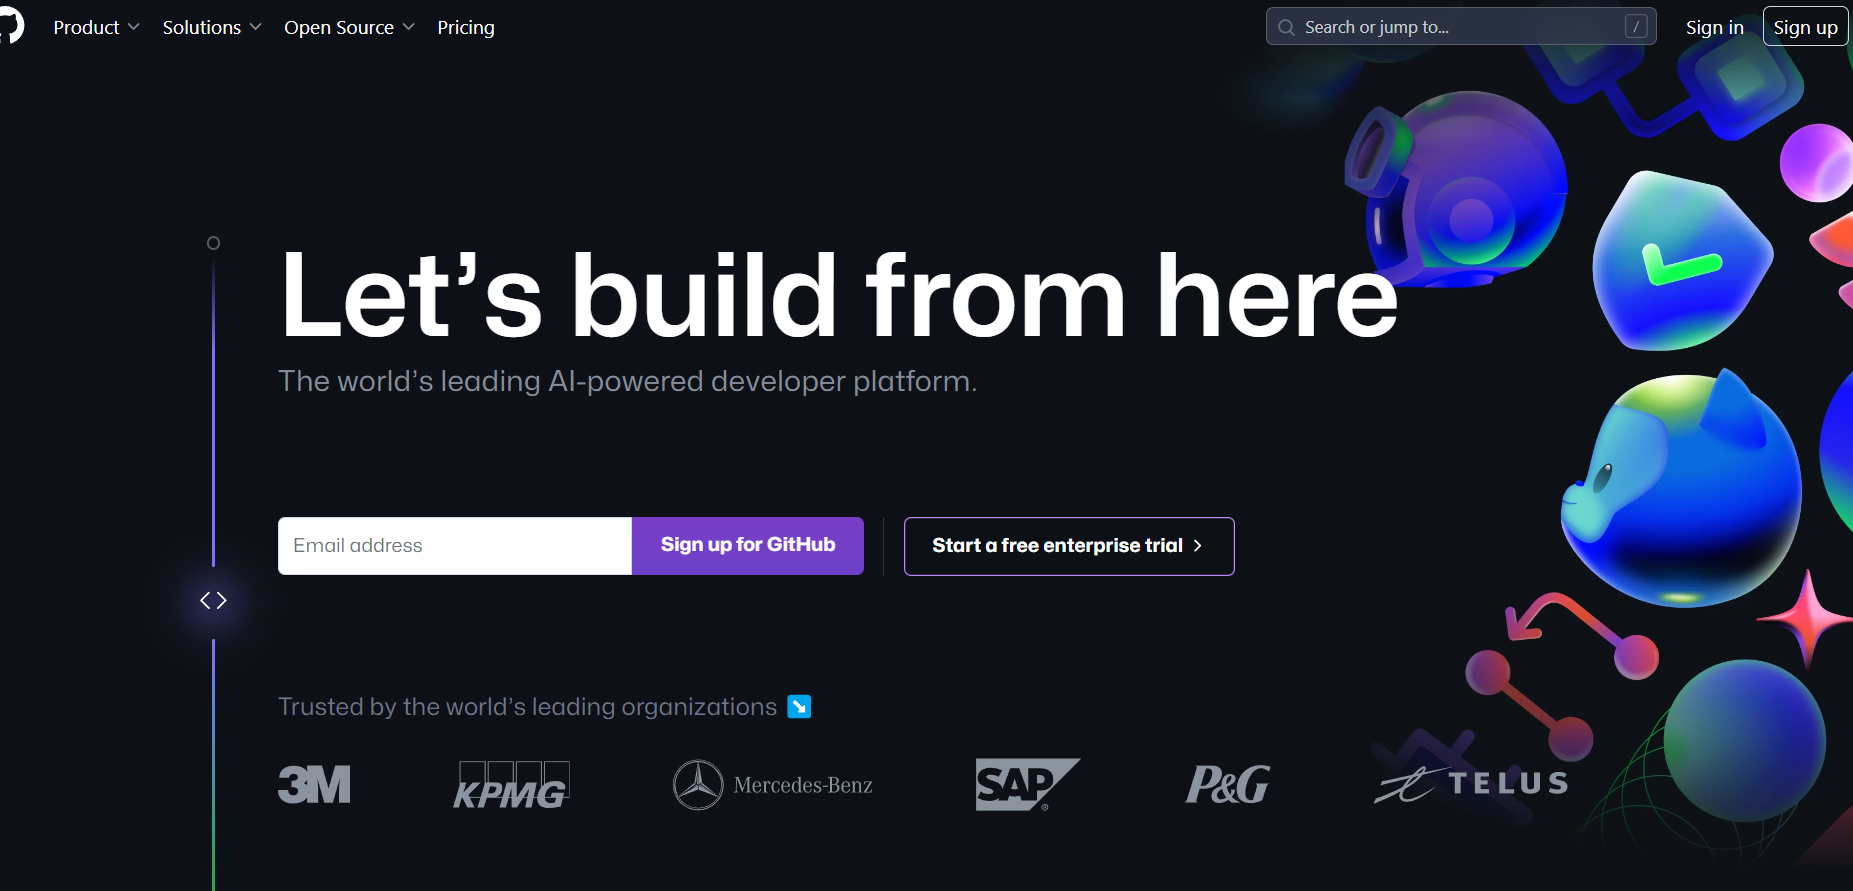 Product Solutions Open Source Pricing Search or jump to... / Sign in Sign up
Let’s build from here
The world’s leading AI-powered developer platform.
Email address Sign up for GitHub Start a free enterprise trial
Trusted by the world’s leading organizations
3M KPMG Mercedes-Benz SAP P&G TELUS